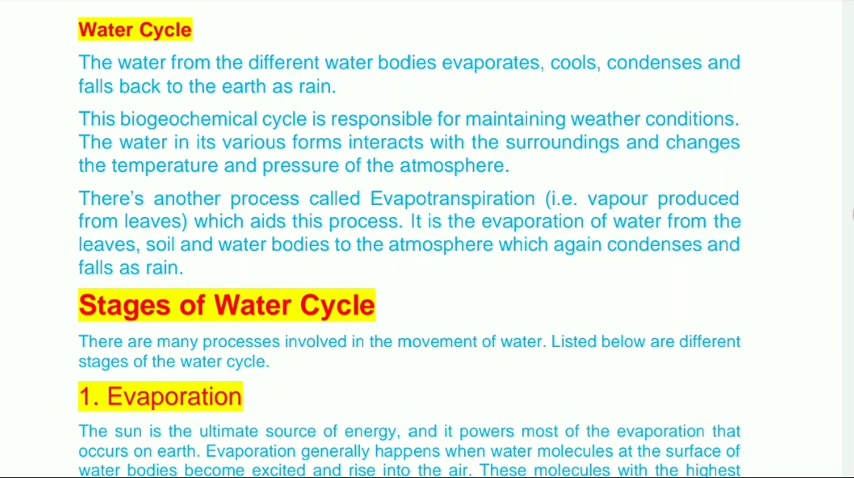 Water Cycle
The water from the different water bodies evaporates, cools, condenses and
falls back to the earth as rain.
This biogeochemical cycle is responsible for maintaining weather conditions.
The water in its various forms interacts with the surroundings and changes
the temperature and pressure of the atmosphere.
There’s another process called Evapotranspiration (i.e. vapour produced
from leaves) which aids this process. It is the evaporation of water from the
leaves, soil and water bodies to the atmosphere which again condenses and
falls as rain.
Stages of Water Cycle
There are many processes involved in the movement of water. Listed below are different
stages of the water cycle.
1. Evaporation
The sun is the ultimate source of energy, and it powers most of the evaporation that
occurs on earth. Evaporation generally happens when water molecules at the surface of
water bodies become excited and rise into the air. These molecules with the highest